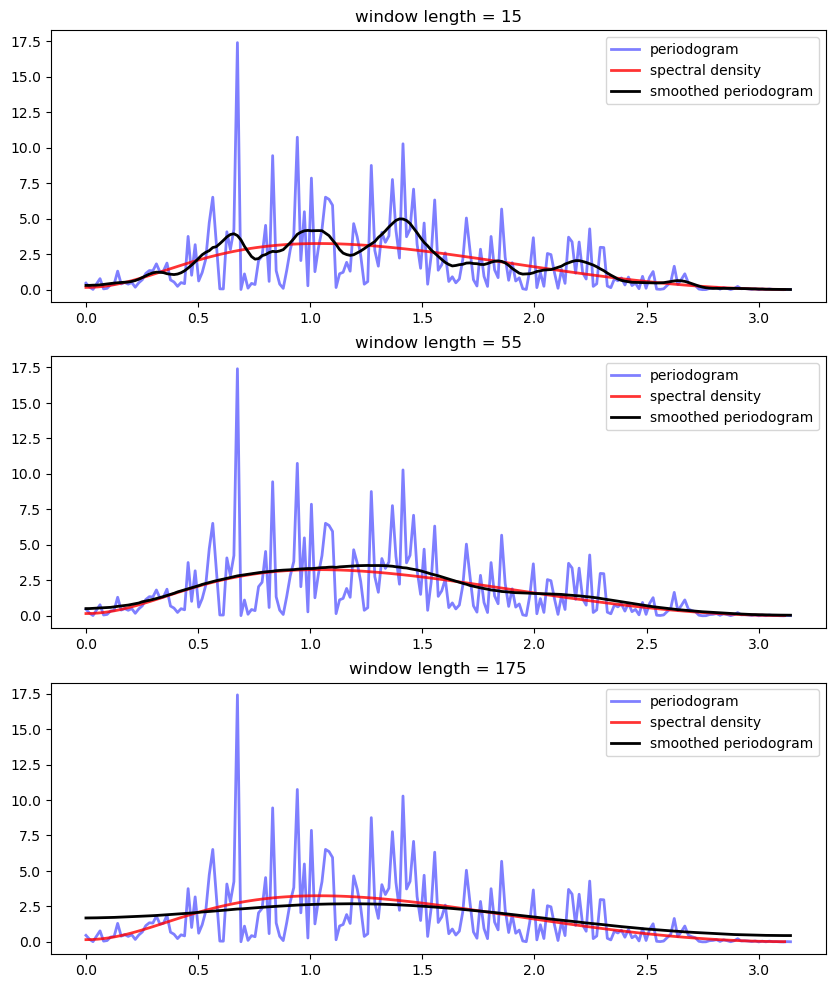 window length = 15
17.5
15.0
12.5
10.0
7.5
5.0
2.5
0.0
periodogram
spectral density
smoothed periodogram
0.0 0.5 1.0 1.5 2.0 2.5 3.0
window length = 55
17.5
15.0
12.5
10.0
7.5
5.0
2.5
0.0
periodogram
spectral density
smoothed periodogram
0.0 0.5 1.0 1.5 2.0 2.5 3.0
window length = 175
17.5
15.0
12.5
10.0
7.5
5.0
2.5
0.0
periodogram
spectral density
smoothed periodogram
0.0 0.5 1.0 1.5 2.0 2.5 3.0